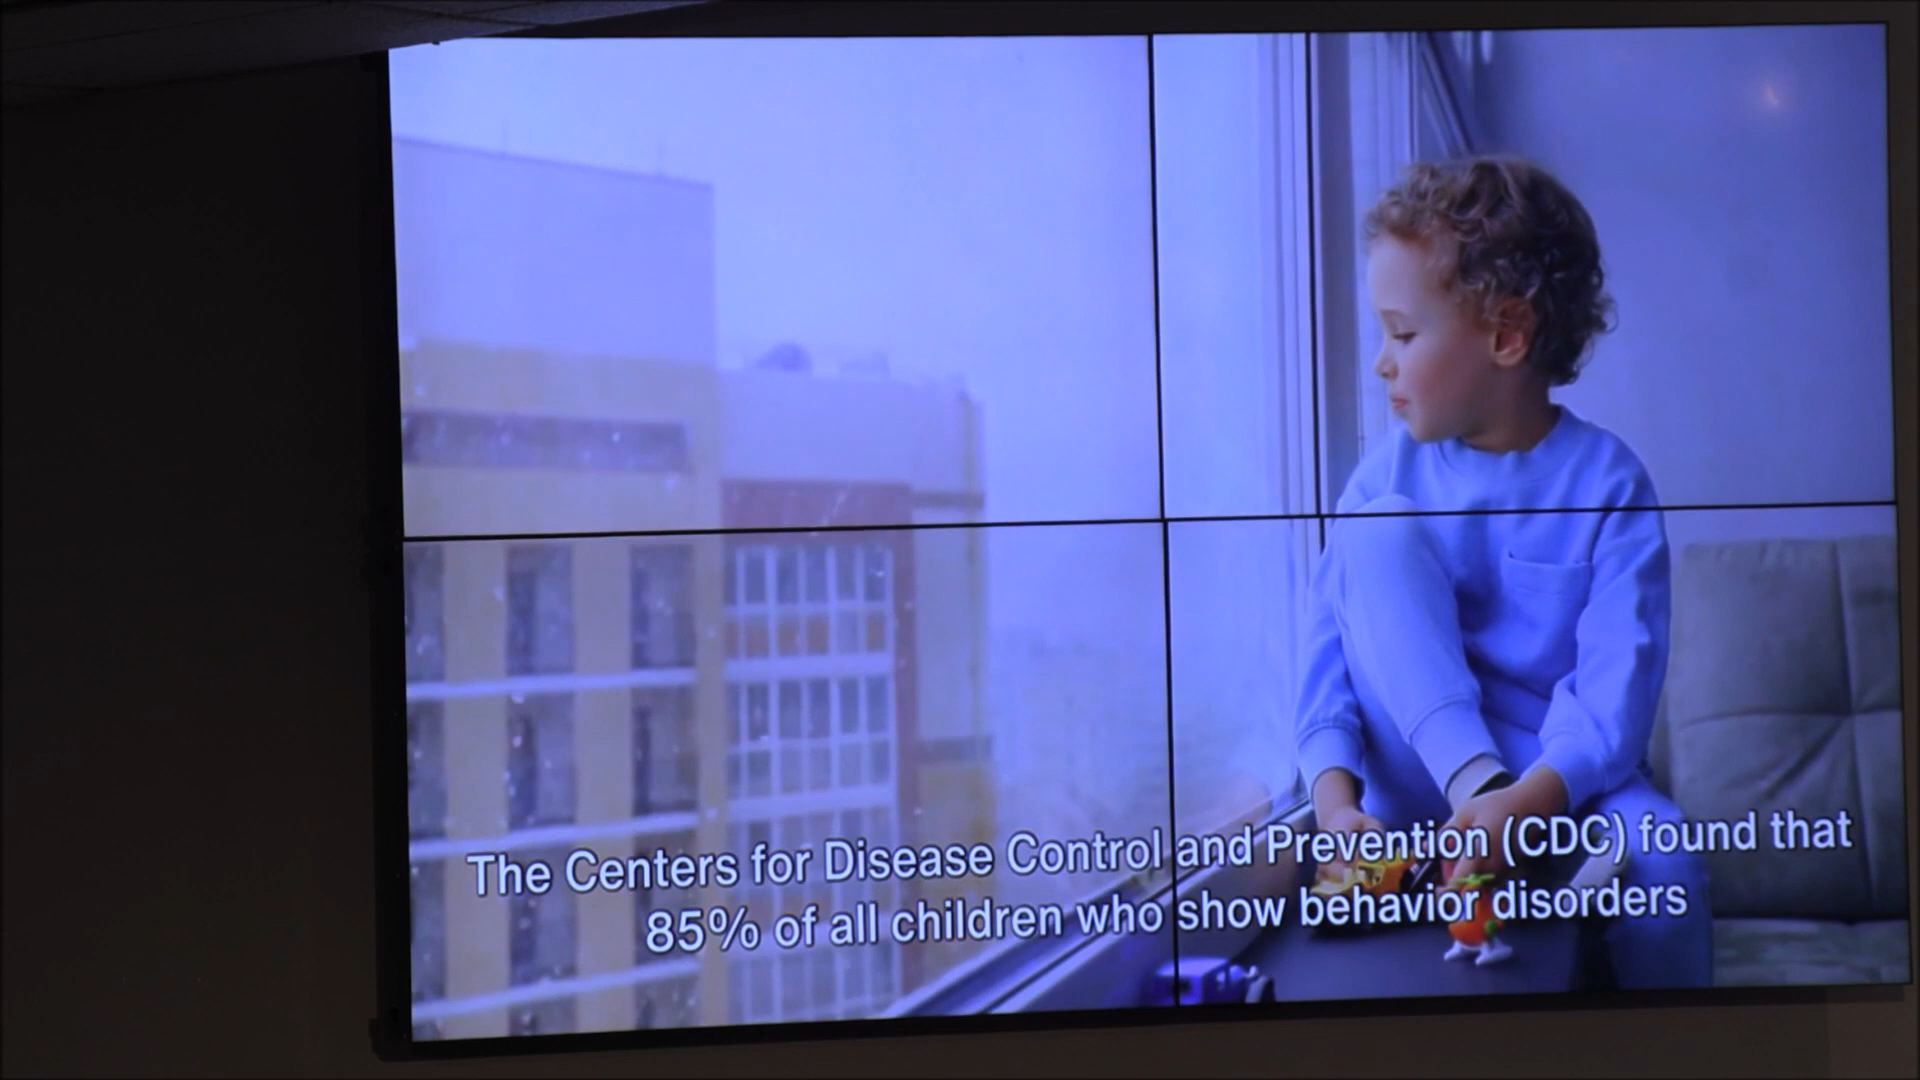 The Centers for Disease Control and Prevention (CDC) found that
85% of all children who show behavior disorders